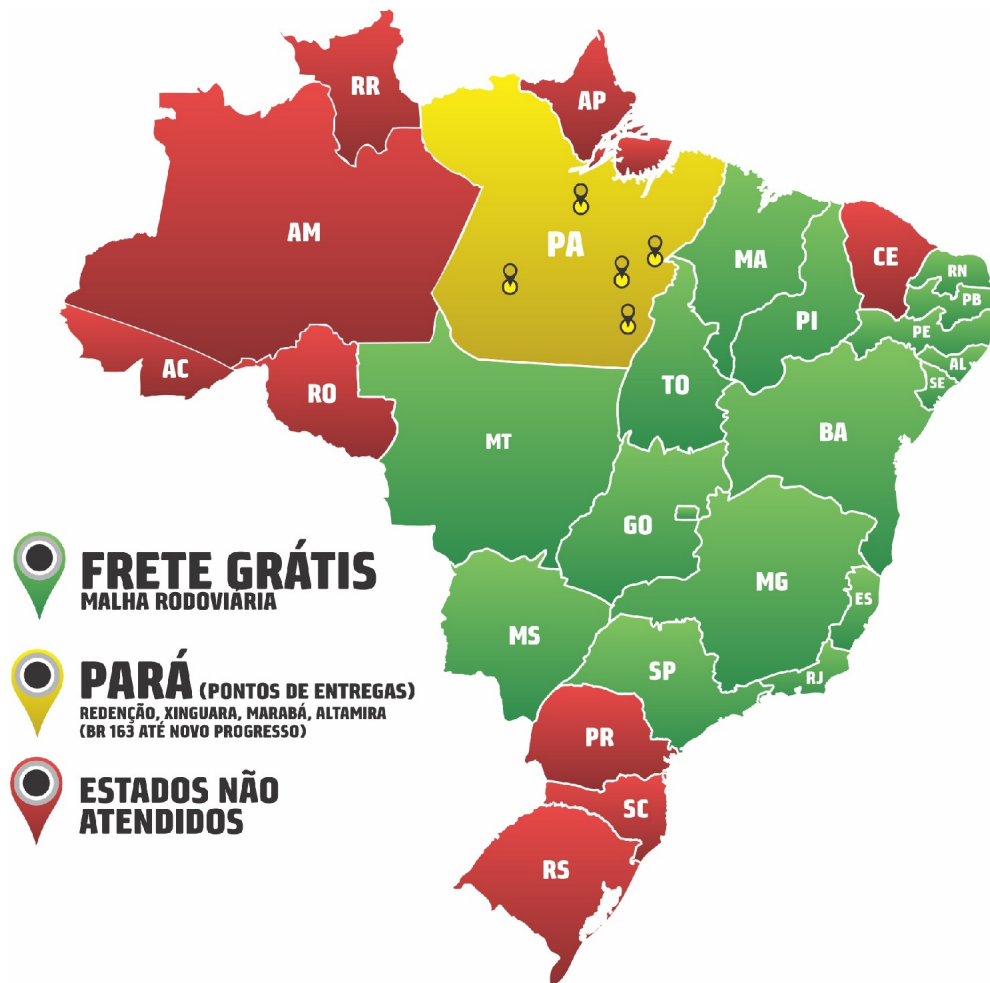 RR
AP
AM
PA
MA
CE
RN
PB
PI
PE
AL
SE
AC
RO
TO
MT
BA
GO
MG
ES
MS
SP
RJ
PR
SC
RS
FRETE GRÁTIS
MALHA RODOVIÁRIA
PARÁ (PONTOS DE ENTREGAS)
REDENÇÃO, XINGUARA, MARABÁ, ALTAMIRA
(BR 163 ATÉ NOVO PROGRESSO)
ESTADOS NÃO
ATENDIDOS